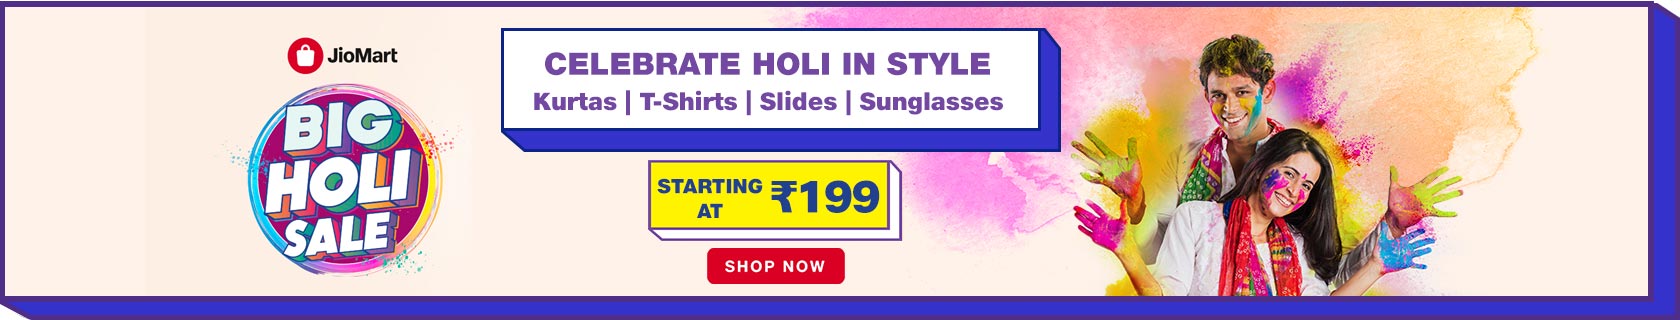 JioMart
BIG
HOLI
SALE
CELEBRATE HOLI IN STYLE
Kurtas | T-Shirts | Slides | Sunglasses
STARTING
AT
₹199
SHOP NOW